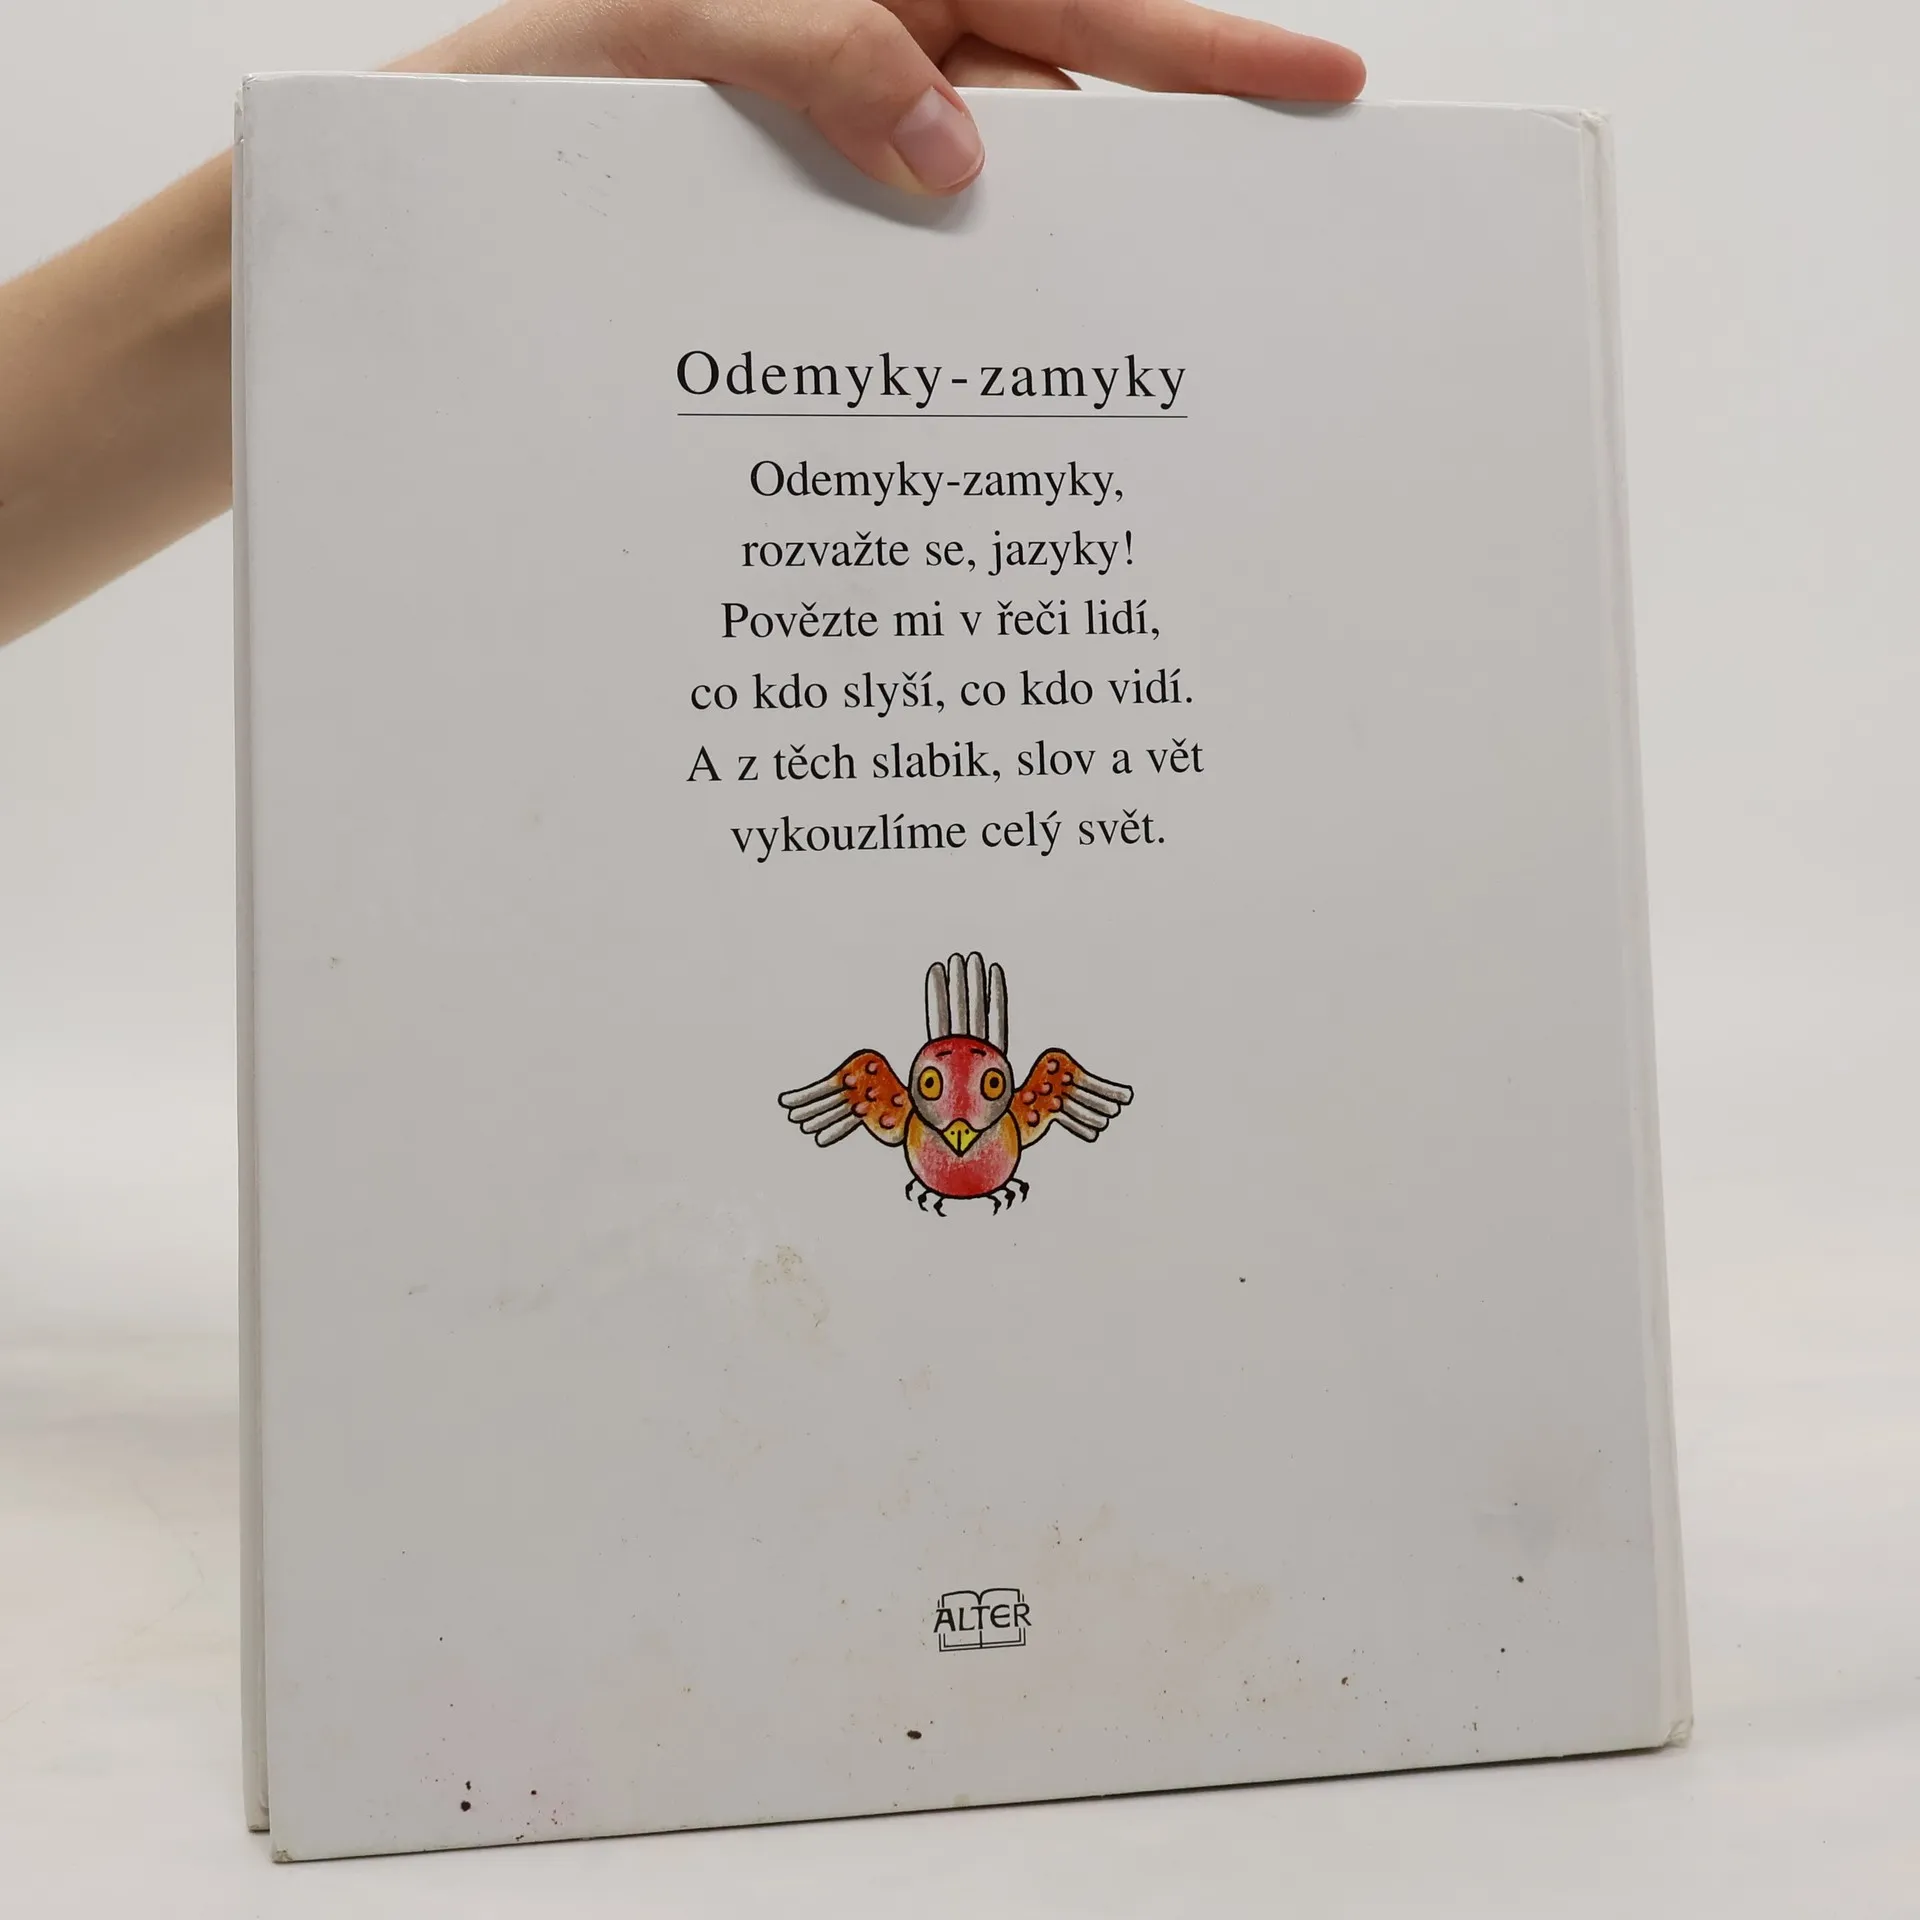 Odemyky-zamyky
Odemyky-zamyky,
rozvažte se, jazyky!
Povězte mi v řeči lidí,
co kdo slyší, co kdo vidí.
A z těch slabik, slov a vět
vykouzlíme celý svět.
ALTER